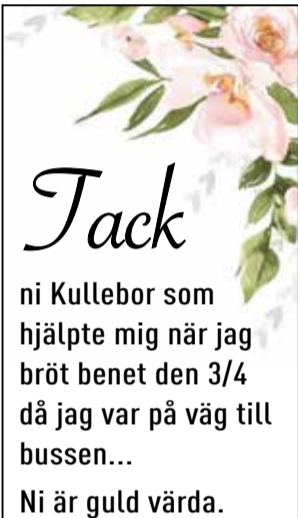 Tack
ni Kullebor som
hjälpte mig när jag
bröt benet den 3/4
då jag var på väg till
bussen...
Ni är guld värda.